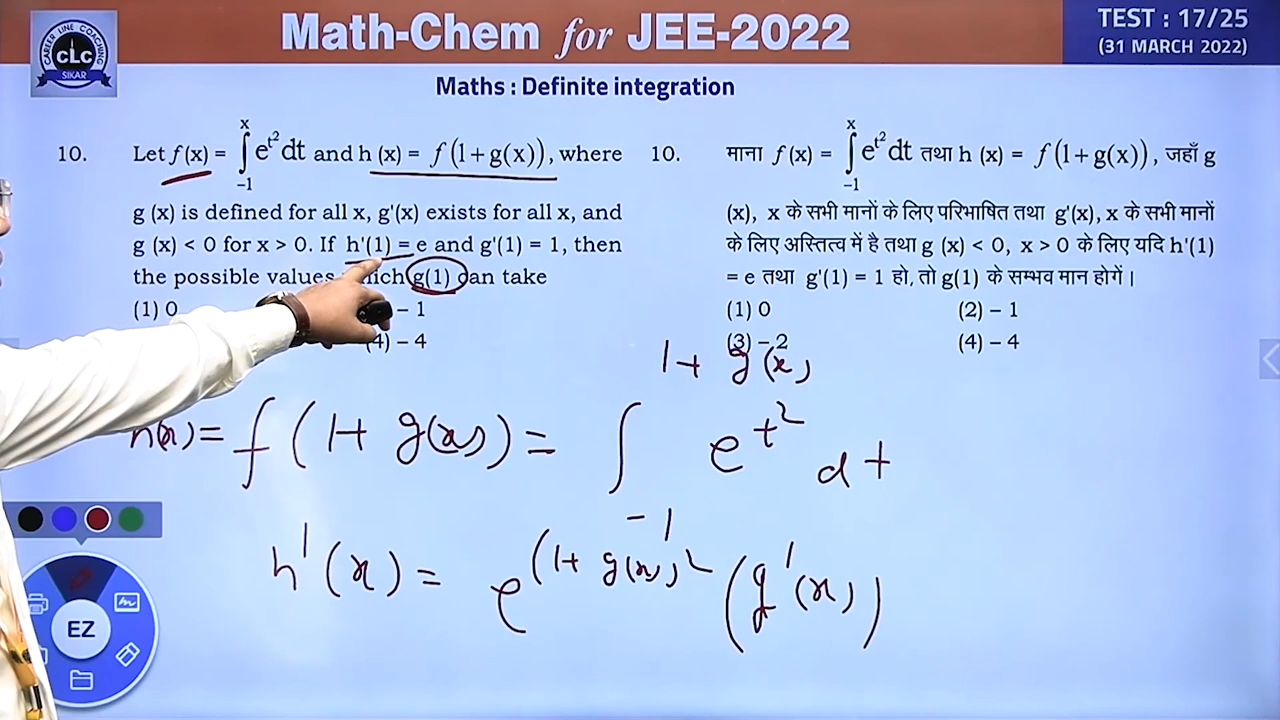 CAREER LINE COACHING
CLC
SIKAR
Math-Chem for JEE-2022
TEST : 17/25
(31 MARCH 2022)
Maths : Definite integration
10. Let f(x) = ∫₋₁ˣ e^{t²} dt and h (x) = f(1+g(x)), where
g (x) is defined for all x, g'(x) exists for all x, and
g (x) < 0 for x > 0. If h'(1) = e and g'(1) = 1, then
the possible values which g(1) can take
(1) 0 – 1
(4) – 4
10. माना f(x) = ∫₋₁ˣ e^{t²} dt तथा h (x) = f(1+g(x)), जहाँ g
(x), x के सभी मानों के लिए परिभाषित तथा g'(x), x के सभी मानों
के लिए अस्तित्व में है तथा g (x) < 0, x > 0 के लिए यदि h'(1)
= e तथा g'(1) = 1 हो, तो g(1) के सम्भव मान होगें।
(1) 0 (2) – 1
(3) – 2 (4) – 4
h(x) = f(1+ g(x)) = ∫₋₁^{1+ g(x)} e^{t²} dt
h'(x) = e^{(1+ g(x))²} (g'(x))
EZ